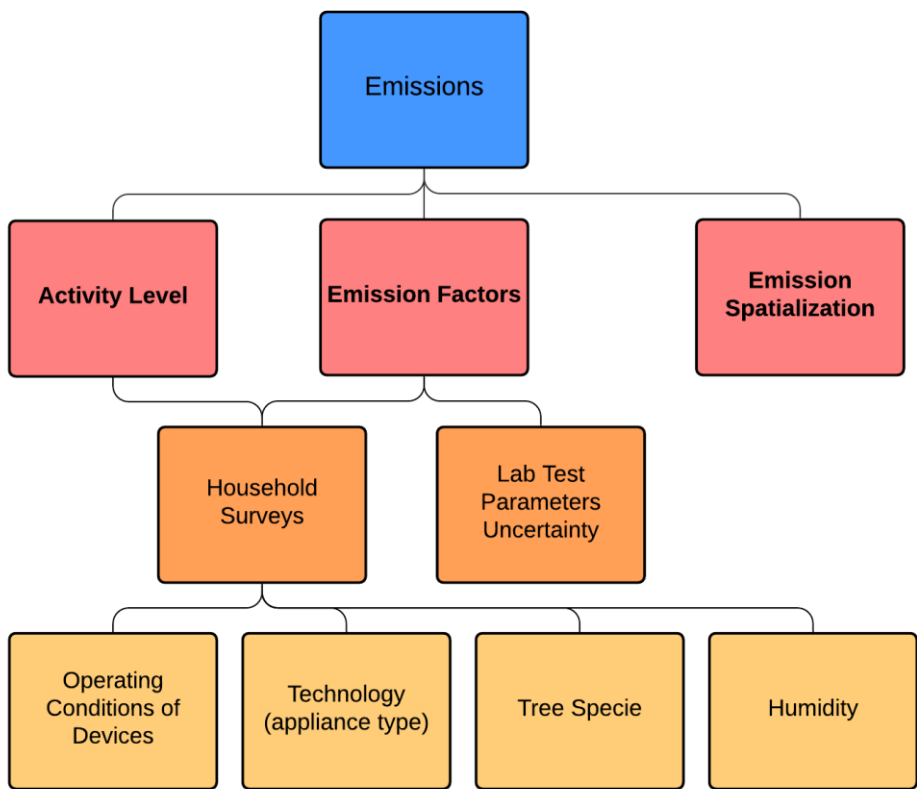 Emissions
Activity Level
Emission Factors
Emission
Spatialization
Household
Surveys
Lab Test
Parameters
Uncertainty
Operating
Conditions of
Devices
Technology
(appliance type)
Tree Specie
Humidity